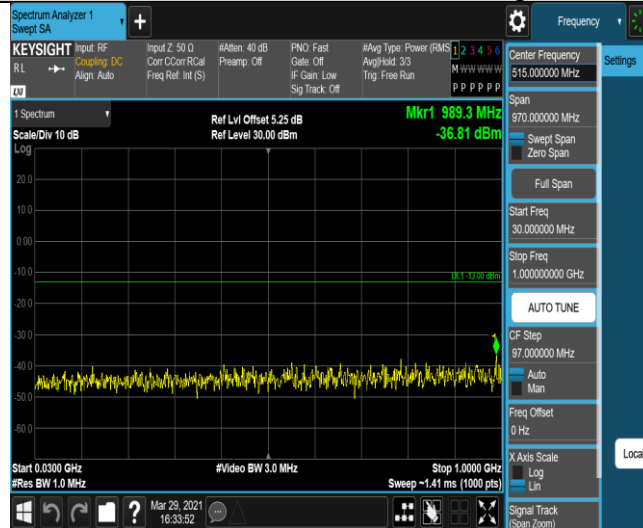 Spectrum Analyzer 1
Swept SA
+
Frequency
KEYSIGHT
RL
LXI
Input: RF
Coupling: DC
Align: Auto
Input Z: 50 Ω
Corr CCorr RCal
Freq Ref: Int (S)
#Atten: 40 dB
Preamp: Off
PNO: Fast
Gate: Off
IF Gain: Low
Sig Track: Off
#Avg Type: Power (RMS
Avg|Hold: 3/3
Trig: Free Run
1 2 3 4 5 6
M W W W W W
P P P P P P
1 Spectrum
Scale/Div 10 dB
Log
Ref Lvl Offset 5.25 dB
Ref Level 30.00 dBm
Mkr1 989.3 MHz
-36.81 dBm
20.0
10.0
0.00
-10.0
-20.0
-30.0
-40.0
-50.0
-60.0
DL1 -13.00 dBm
1
Start 0.0300 GHz
#Res BW 1.0 MHz
#Video BW 3.0 MHz
Stop 1.0000 GHz
Sweep ~1.41 ms (1000 pts)
?
Mar 29, 2021
16:33:52
Center Frequency
515.000000 MHz
Settings
Span
970.000000 MHz
Swept Span
Zero Span
Full Span
Start Freq
30.000000 MHz
Stop Freq
1.000000000 GHz
AUTO TUNE
CF Step
97.000000 MHz
Auto
Man
Freq Offset
0 Hz
X Axis Scale
Log
Lin
Loca
Signal Track
(Span Zoom)